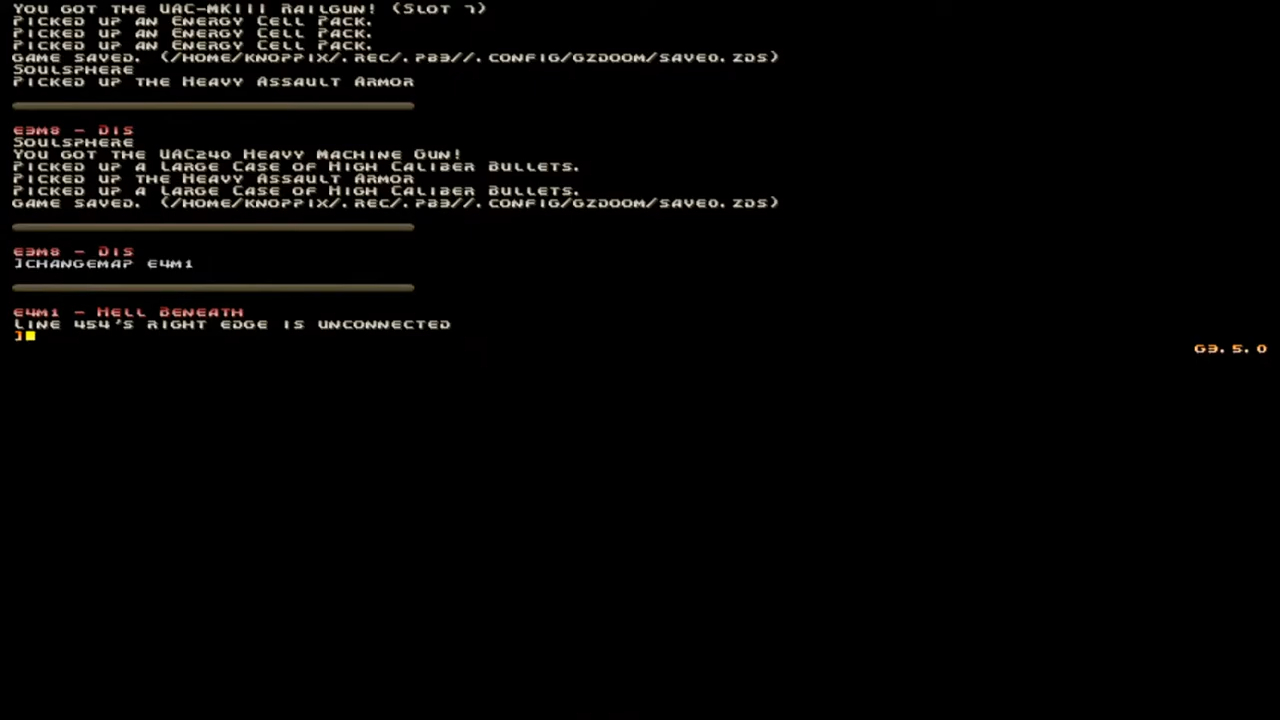 You got the UAC-MKIII Railgun! (Slot 7)
Picked up an Energy Cell Pack.
Picked up an Energy Cell Pack.
Picked up an Energy Cell Pack.
game saved. (/home/knoppix/.rec/.pb3//.config/gzdoom/save0.zds)
Soulsphere
Picked up the Heavy Assault Armor
E3M8 - Dis
Soulsphere
You got the UAC240 Heavy Machine Gun!
Picked up a Large Case of High Caliber Bullets.
Picked up the Heavy Assault Armor
Picked up a Large Case of High Caliber Bullets.
game saved. (/home/knoppix/.rec/.pb3//.config/gzdoom/save0.zds)
E3M8 - Dis
]changemap e4m1
E4M1 - Hell Beneath
Line 454's right edge is unconnected
]
G3.5.0